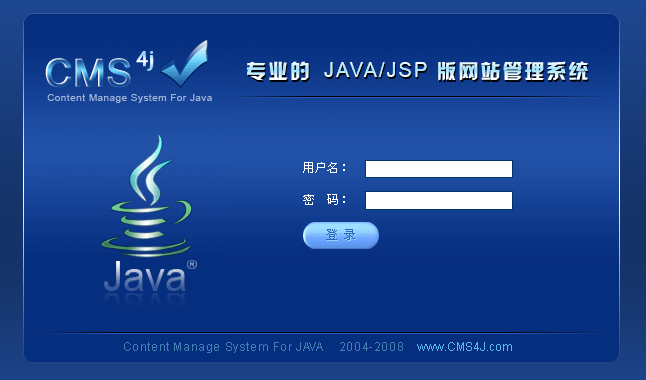 CMS4j
Content Manage System For Java
专业的 JAVA/JSP 版网站管理系统
用户名：
密 码：
登 录
Java®
Content Manage System For JAVA 2004-2008 www.CMS4J.com